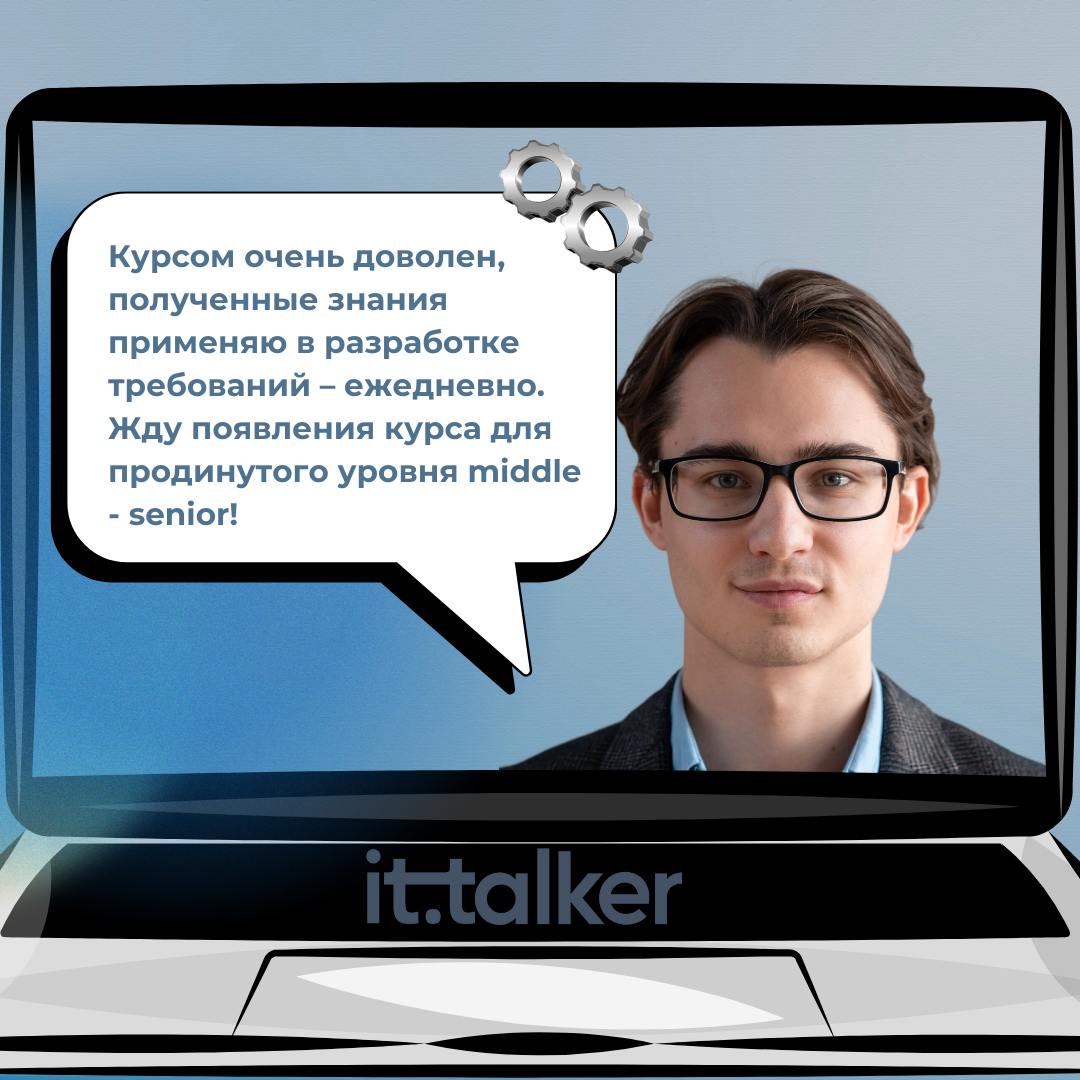 Курсом очень доволен,
полученные знания
применяю в разработке
требований – ежедневно.
Жду появления курса для
продинутого уровня middle
- senior!
it.talker